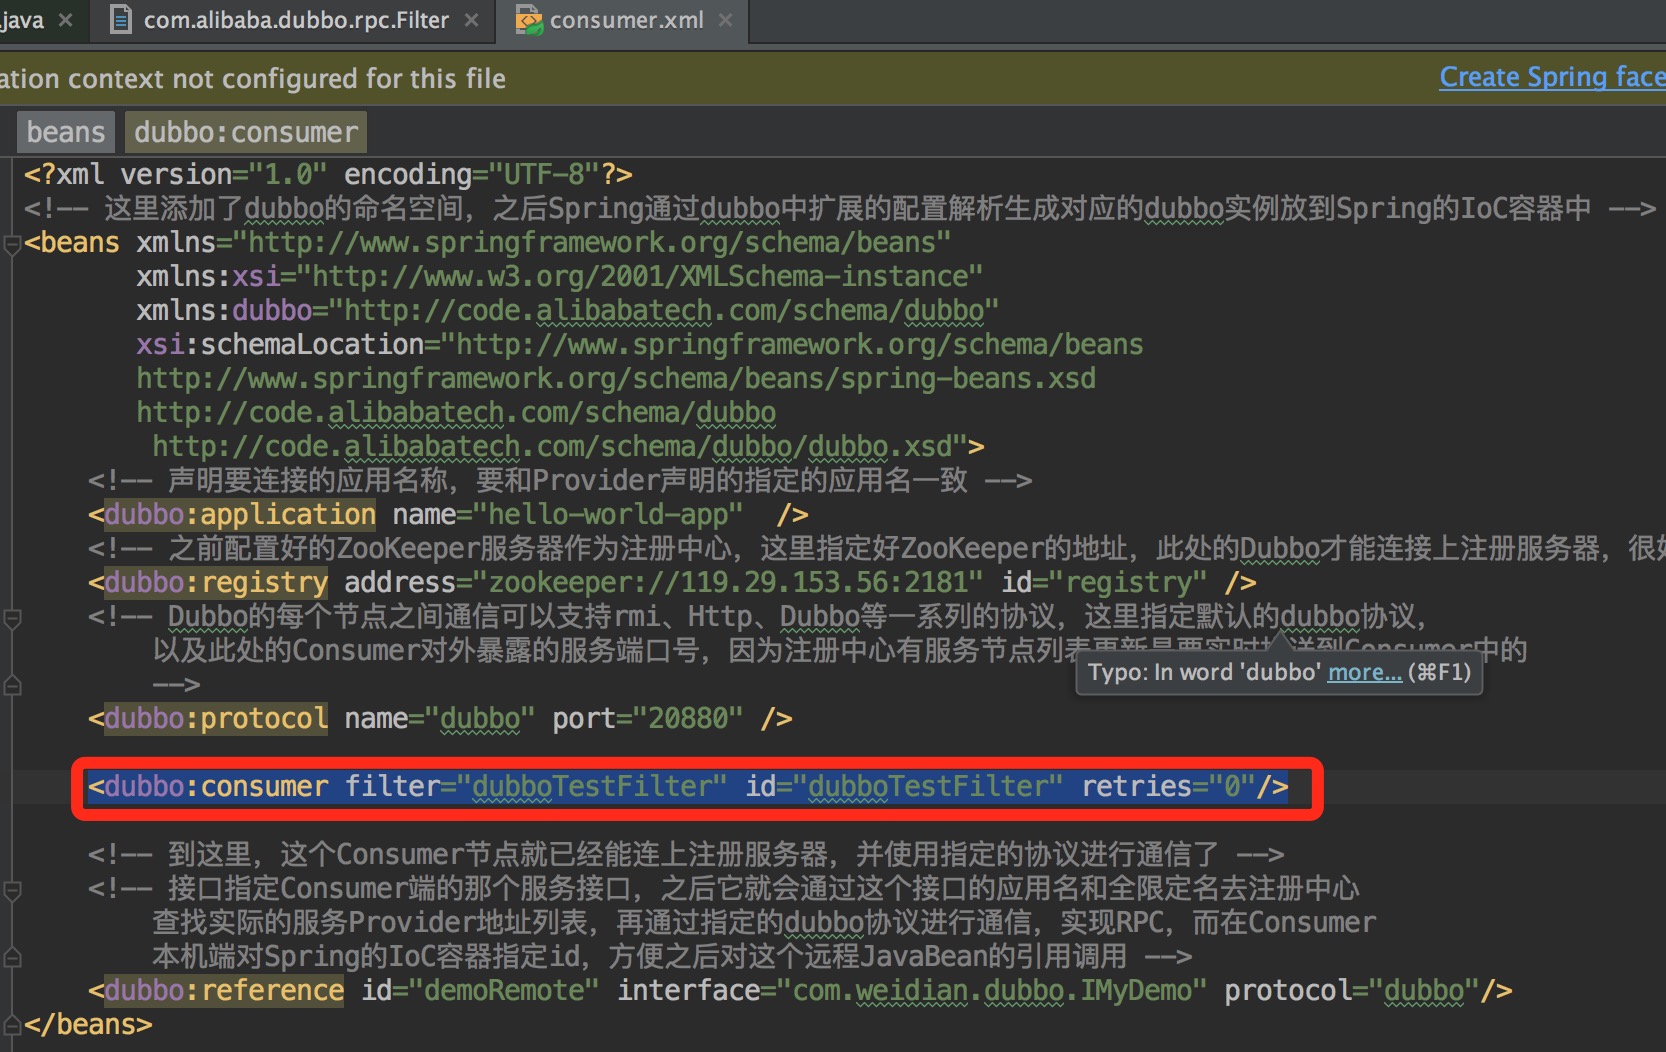 .java
com.alibaba.dubbo.rpc.Filter
consumer.xml
ation context not configured for this file
Create Spring face
beans
dubbo:consumer
<?xml version="1.0" encoding="UTF-8"?>
<!-- 这里添加了dubbo的命名空间，之后Spring通过dubbo中扩展的配置解析生成对应的dubbo实例放到Spring的IoC容器中 -->
<beans xmlns="http://www.springframework.org/schema/beans"
xmlns:xsi="http://www.w3.org/2001/XMLSchema-instance"
xmlns:dubbo="http://code.alibabatech.com/schema/dubbo"
xsi:schemaLocation="http://www.springframework.org/schema/beans
http://www.springframework.org/schema/beans/spring-beans.xsd
http://code.alibabatech.com/schema/dubbo
http://code.alibabatech.com/schema/dubbo/dubbo.xsd">
<!-- 声明要连接的应用名称，要和Provider声明的指定的应用名一致 -->
<dubbo:application name="hello-world-app"  />
<!-- 之前配置好的ZooKeeper服务器作为注册中心，这里指定好ZooKeeper的地址，此处的Dubbo才能连接上注册服务器，很好
<dubbo:registry address="zookeeper://119.29.153.56:2181" id="registry" />
<!-- Dubbo的每个节点之间通信可以支持rmi、Http、Dubbo等一系列的协议，这里指定默认的dubbo协议，
以及此处的Consumer对外暴露的服务端口号，因为注册中心有服务节点列表更新是要实时推送到Consumer中的
Typo: In word 'dubbo' more... (⌘F1)
-->
<dubbo:protocol name="dubbo" port="20880" />
<dubbo:consumer filter="dubboTestFilter" id="dubboTestFilter" retries="0"/>
<!-- 到这里，这个Consumer节点就已经能连上注册服务器，并使用指定的协议进行通信了 -->
<!-- 接口指定Consumer端的那个服务接口，之后它就会通过这个接口的应用名和全限定名去注册中心
查找实际的服务Provider地址列表，再通过指定的dubbo协议进行通信，实现RPC，而在Consumer
本机端对Spring的IoC容器指定id，方便之后对这个远程JavaBean的引用调用 -->
<dubbo:reference id="demoRemote" interface="com.weidian.dubbo.IMyDemo" protocol="dubbo"/>
</beans>